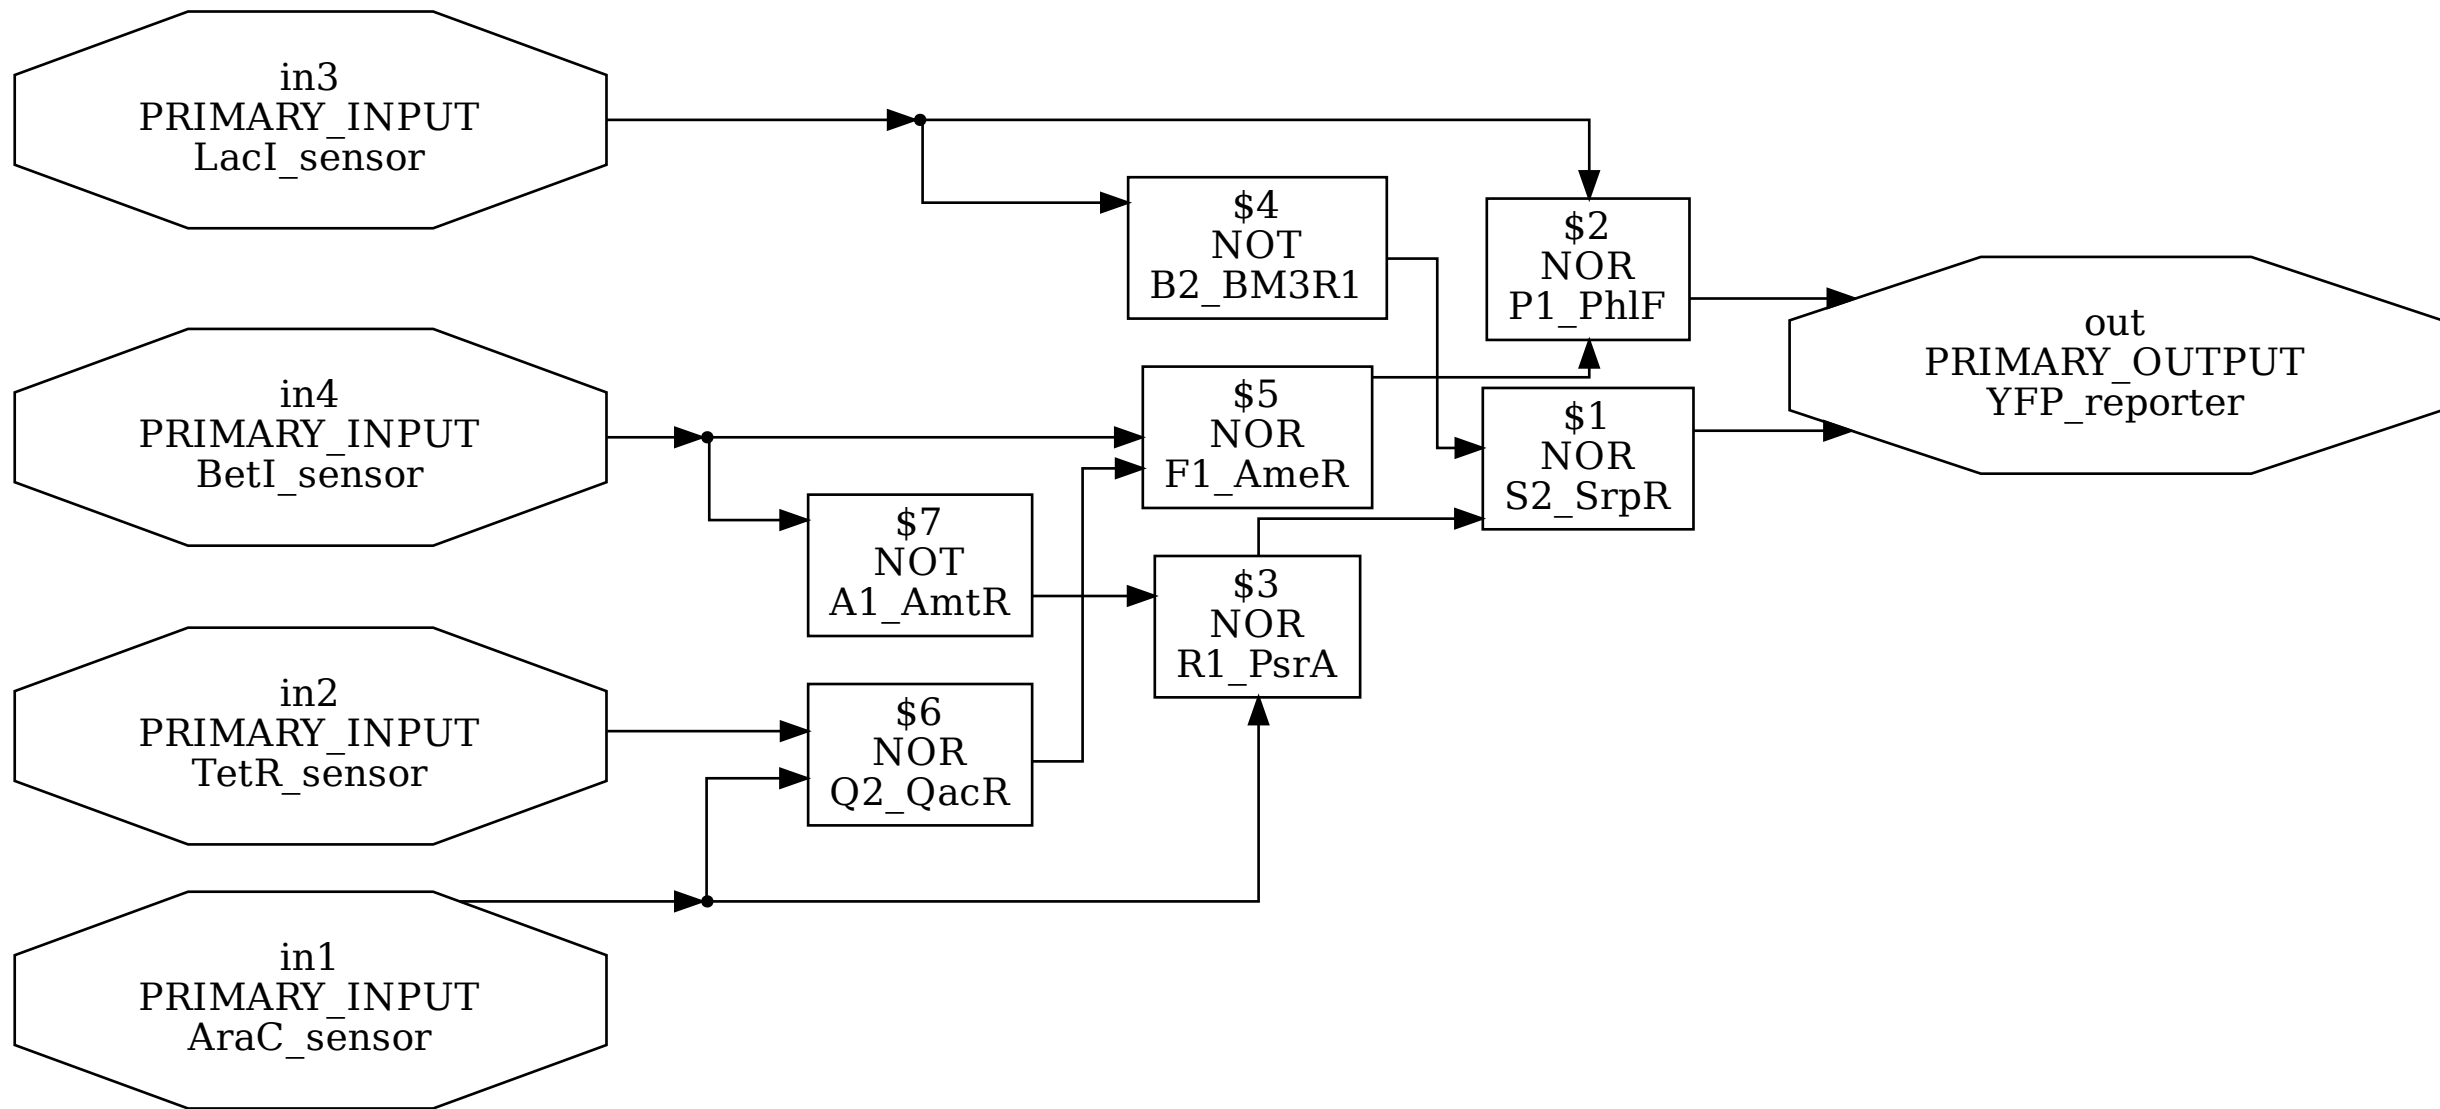 in3
PRIMARY_INPUT
LacI_sensor
$4
NOT
B2_BM3R1
$2
NOR
P1_PhlF
out
PRIMARY_OUTPUT
YFP_reporter
in4
PRIMARY_INPUT
BetI_sensor
$5
NOR
F1_AmeR
$1
NOR
S2_SrpR
$7
NOT
A1_AmtR
$3
NOR
R1_PsrA
in2
PRIMARY_INPUT
TetR_sensor
$6
NOR
Q2_QacR
in1
PRIMARY_INPUT
AraC_sensor